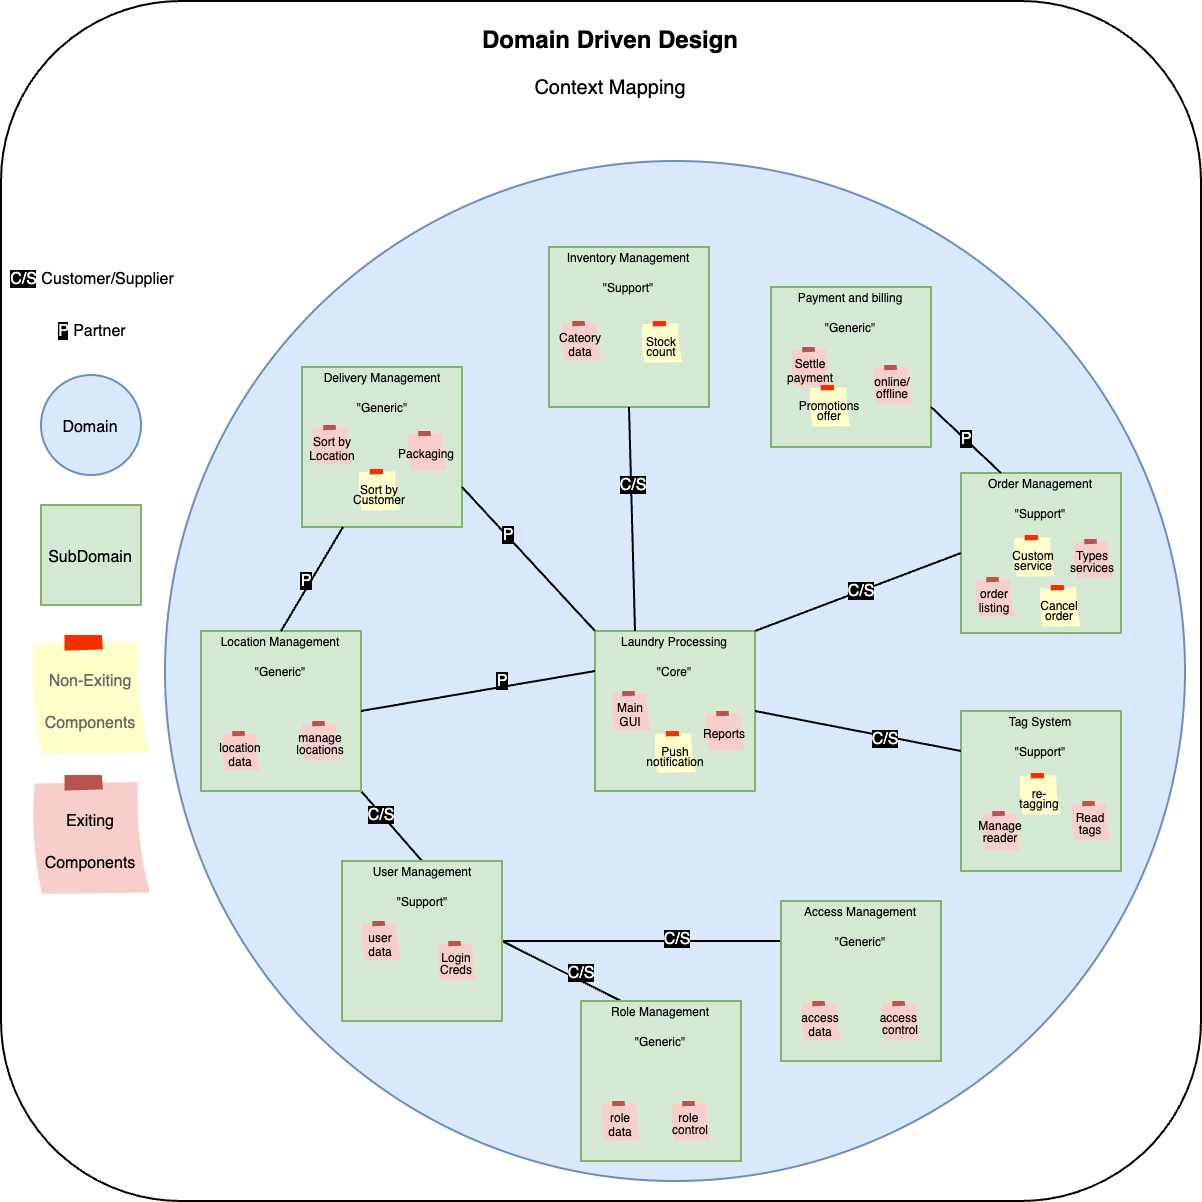 Domain Driven Design
Context Mapping
C/S Customer/Supplier
P Partner
Domain
SubDomain
Non-Exiting
Components
Exiting
Components
Inventory Management
"Support"
Cateory
data
Stock
count
Payment and billing
"Generic"
Settle
payment
online/
offline
Promotions
offer
Delivery Management
"Generic"
Sort by
Location
Packaging
Sort by
Customer
P
C/S
P
P
Order Management
"Support"
Custom
service
Types
services
order
listing
Cancel
order
C/S
Location Management
"Generic"
location
data
manage
locations
P
Laundry Processing
"Core"
Main
GUI
Reports
Push
notification
C/S
Tag System
"Support"
re-
tagging
Manage
reader
Read
tags
C/S
User Management
"Support"
user
data
Login
Creds
C/S
C/S
Access Management
"Generic"
access
data
access
control
Role Management
"Generic"
role
data
role
control